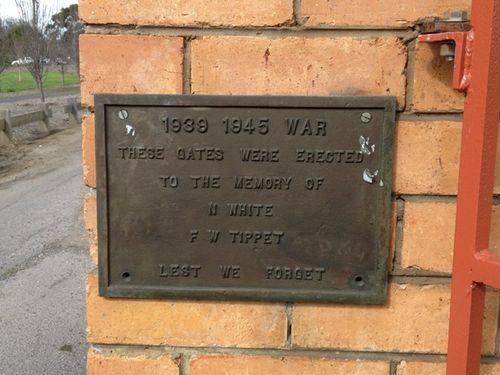 1939 1945 WAR
THESE GATES WERE ERECTED
TO THE MEMORY OF
N WHITE
F W TIPPET
LEST WE FORGET